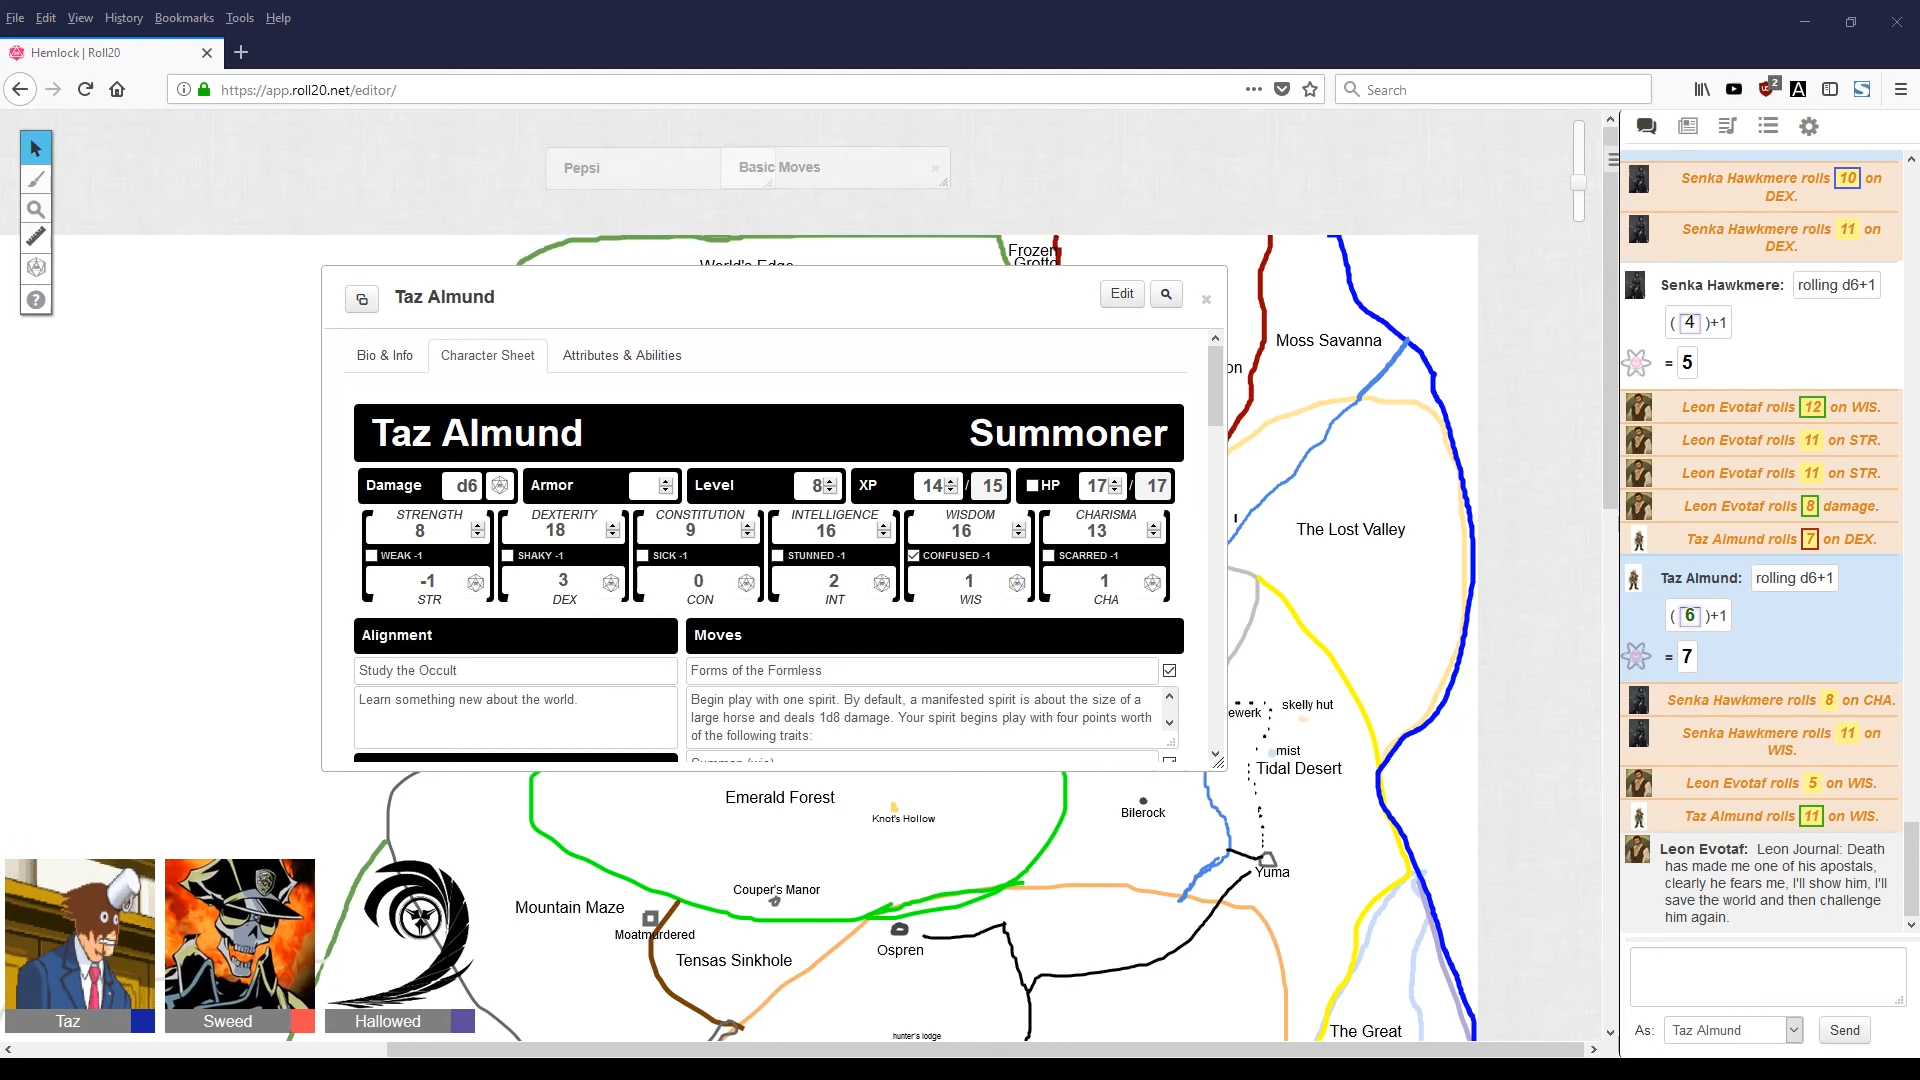 File Edit View History Bookmarks Tools Help
Hemlock | Roll20
https://app.roll20.net/editor/
Search
2
Pepsi
Basic Moves
World's Edge
Frozen
Grotto
Moss Savanna
on
The Lost Valley
skelly hut
ewerk
mist
Tidal Desert
Emerald Forest
Knot's Hollow
Bilerock
Yuma
Couper's Manor
Mountain Maze
Moatmurdered
Ospren
Tensas Sinkhole
hunter's lodge
The Great
Taz Almund
Edit
Bio & Info
Character Sheet
Attributes & Abilities
Taz Almund Summoner
Damage d6 Armor Level 8 XP 14 / 15 HP 17 / 17
STRENGTH DEXTERITY CONSTITUTION INTELLIGENCE WISDOM CHARISMA
8 18 9 16 16 13
WEAK -1 SHAKY -1 SICK -1 STUNNED -1 CONFUSED -1 SCARRED -1
-1 3 0 2 1 1
STR DEX CON INT WIS CHA
Alignment
Moves
Study the Occult
Forms of the Formless
Learn something new about the world.
Begin play with one spirit. By default, a manifested spirit is about the size of a
large horse and deals 1d8 damage. Your spirit begins play with four points worth
of the following traits:
Summon (wis)
Taz
Sweed
Hallowed
Senka Hawkmere rolls 10 on
DEX.
Senka Hawkmere rolls 11 on
DEX.
Senka Hawkmere: rolling d6+1
( 4 )+1
= 5
Leon Evotaf rolls 12 on WIS.
Leon Evotaf rolls 11 on STR.
Leon Evotaf rolls 11 on STR.
Leon Evotaf rolls 8 damage.
Taz Almund rolls 7 on DEX.
Taz Almund: rolling d6+1
( 6 )+1
= 7
Senka Hawkmere rolls 8 on CHA.
Senka Hawkmere rolls 11 on
WIS.
Leon Evotaf rolls 5 on WIS.
Taz Almund rolls 11 on WIS.
Leon Evotaf: Leon Journal: Death
has made me one of his apostals,
clearly he fears me, I'll show him, I'll
save the world and then challenge
him again.
As: Taz Almund Send